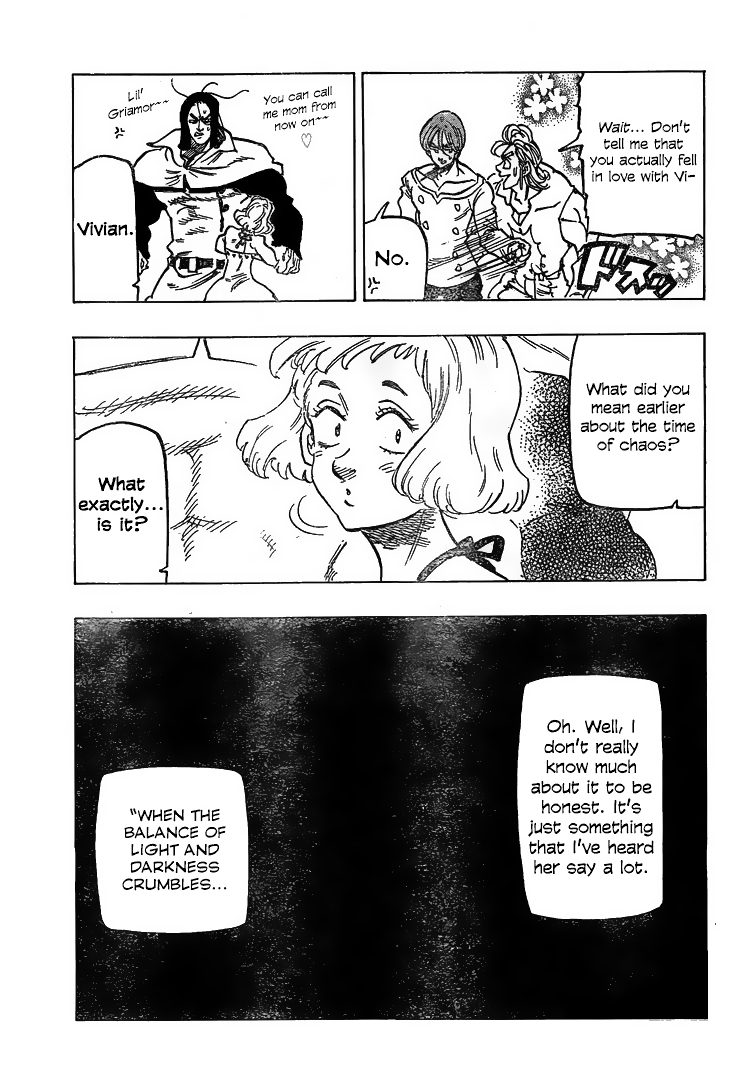 Wait... Don't
tell me that
you actually fell
in love with Vi-
No.
ドスッ
You can call
me mom from
now on~~
♡
Lil'
Griamor~~
Vivian.
What did you
mean earlier
about the time
of chaos?
What
exactly...
is it?
Oh. Well, I
don't really
know much
about it to be
honest. It's
just something
that I've heard
her say a lot.
"WHEN THE
BALANCE OF
LIGHT AND
DARKNESS
CRUMBLES...